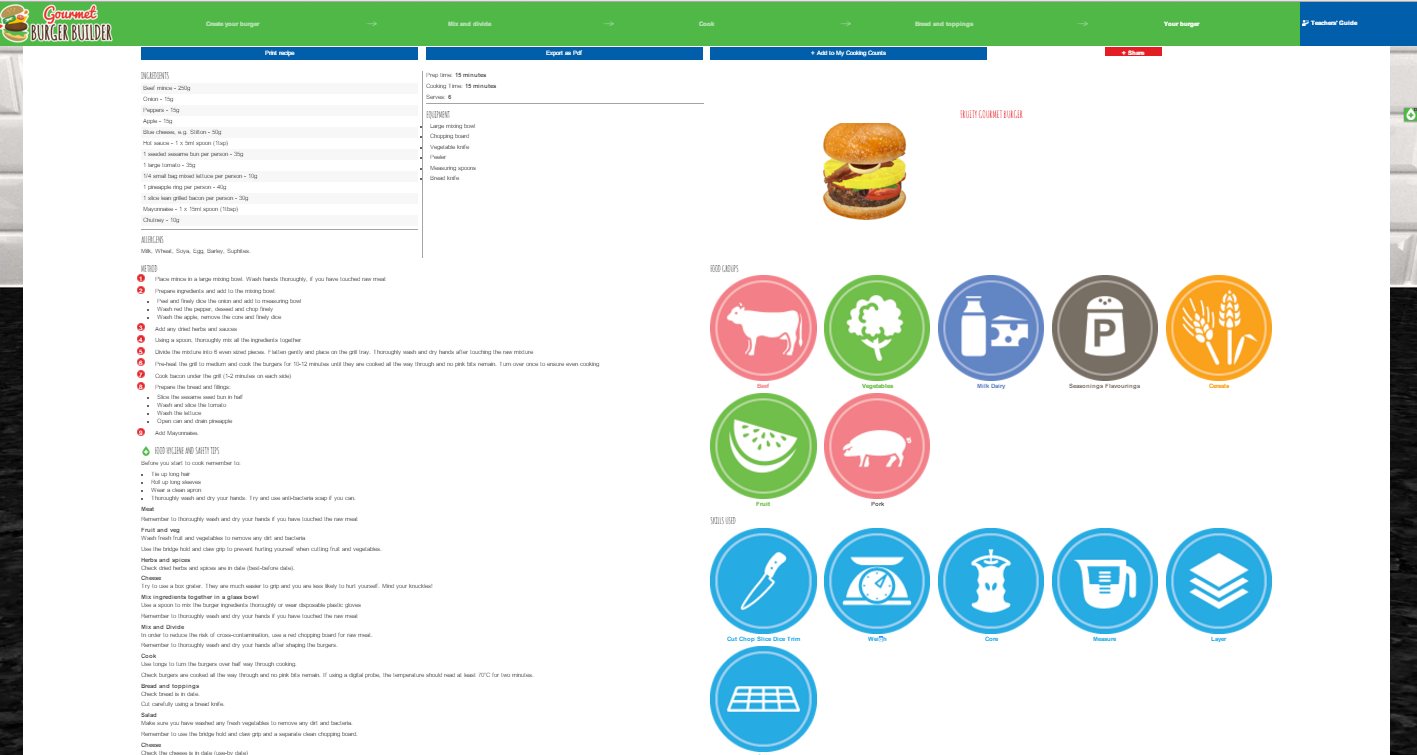 Gourmet
BURGER BUILDER
Create your burger
Mix and divide
Cook
Bread and toppings
Your burger
Teachers' Guide
Print recipe
Export as Pdf
+ Add to My Cooking Counts
+ Share
INGREDIENTS
Beef mince - 250g
Onion - 15g
Peppers - 15g
Apple - 15g
Blue cheese, e.g. Stilton - 50g
Hot sauce - 1 x 5ml spoon (1tsp)
1 seeded sesame bun per person - 35g
1 large tomato - 35g
1/4 small bag mixed lettuce per person - 10g
1 pineapple ring per person - 40g
1 slice lean grilled bacon per person - 30g
Mayonnaise - 1 x 15ml spoon (1tbsp)
Chutney - 10g
ALLERGENS
Milk, Wheat, Soya, Egg, Barley, Suphites.
Prep time: 15 minutes
Cooking Time: 15 minutes
Serves: 6
EQUIPMENT
Large mixing bowl
Chopping board
Vegetable knife
Peeler
Measuring spoons
Bread knife
FRUITY GOURMET BURGER
METHOD
1 Place mince in a large mixing bowl. Wash hands thoroughly, if you have touched raw meat
2 Prepare ingredients and add to the mixing bowl
Peel and finely dice the onion and add to measuring bowl
Wash red the pepper, deseed and chop finely
Wash the apple, remove the core and finely dice
3 Add any dried herbs and sauces
4 Using a spoon, thoroughly mix all the ingredients together
5 Divide the mixture into 6 even sized pieces. Flatten gently and place on the grill tray. Thoroughly wash and dry hands after touching the raw mixture
6 Pre-heat the grill to medium and cook the burgers for 10-12 minutes until they are cooked all the way through and no pink bits remain. Turn over once to ensure even cooking
7 Cook bacon under the grill (1-2 minutes on each side)
8 Prepare the bread and fillings:
Slice the sesame seed bun in half
Wash and slice the tomato
Wash the lettuce
Open can and drain pineapple
9 Add Mayonnaise.
FOOD HYGIENE AND SAFETY TIPS
Before you start to cook remember to:
Tie up long hair
Roll up long sleeves
Wear a clean apron
Thoroughly wash and dry your hands. Try and use anti-bacteria soap if you can.
Meat
Remember to thoroughly wash and dry your hands if you have touched the raw meat
Fruit and veg
Wash fresh fruit and vegetables to remove any dirt and bacteria
Use the bridge hold and claw grip to prevent hurting yourself when cutting fruit and vegetables.
Herbs and spices
Check dried herbs and spices are in date (best-before date).
Cheese
Try to use a box grater. They are much easier to grip and you are less likely to hurt yourself. Mind your knuckles!
Mix ingredients together in a glass bowl
Use a spoon to mix the burger ingredients thoroughly or wear disposable plastic gloves
Remember to thoroughly wash and dry your hands if you have touched the raw meat
Mix and Divide
In order to reduce the risk of cross-contamination, use a red chopping board for raw meat.
Remember to thoroughly wash and dry your hands after shaping the burgers.
Cook
Use tongs to turn the burgers over half way through cooking.
Check burgers are cooked all the way through and no pink bits remain. If using a digital probe, the temperature should read at least 70°C for two minutes.
Bread and toppings
Check bread is in date.
Cut carefully using a bread knife.
Salad
Make sure you have washed any fresh vegetables to remove any dirt and bacteria.
Remember to use the bridge hold and claw grip and a separate clean chopping board.
Cheese
Check the cheese is in date (use-by date)
FOOD GROUPS
P
Beef
Vegetables
Milk Dairy
Seasonings Flavourings
Cereals
Fruit
Pork
SKILLS USED
Cut Chop Slice Dice Trim
Weigh
Core
Measure
Layer